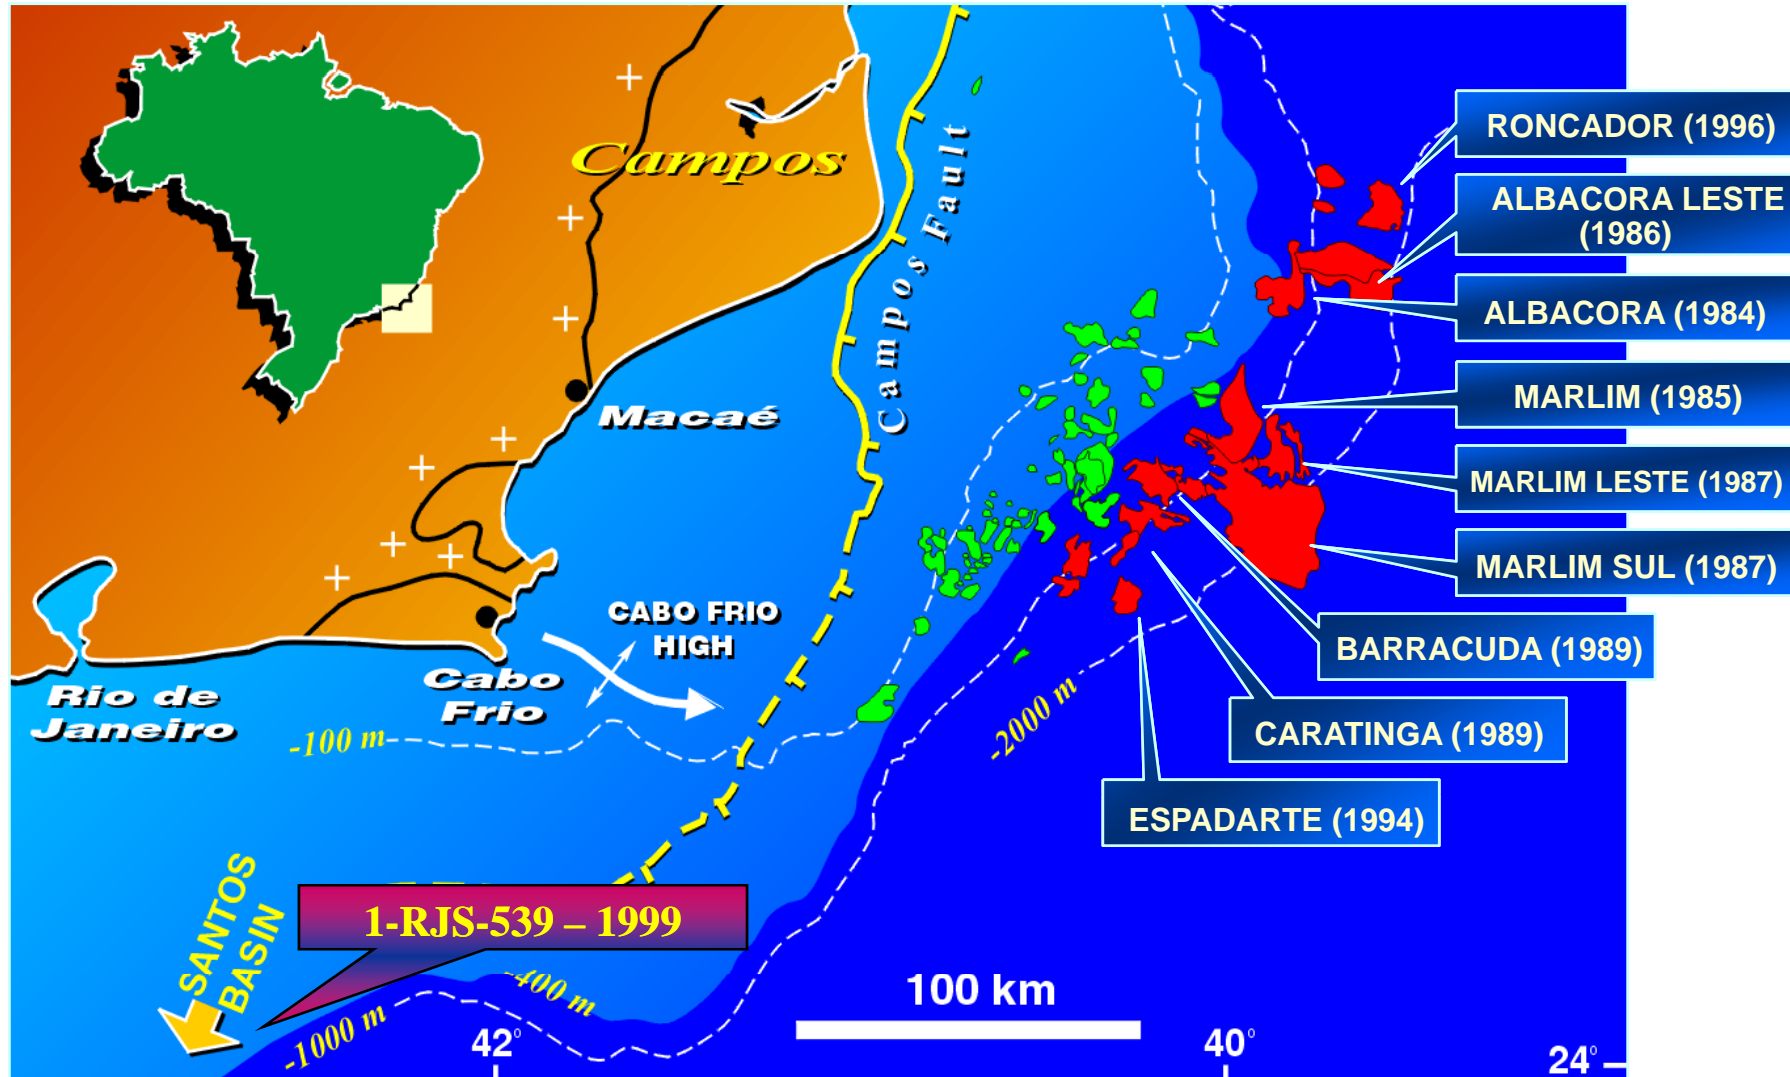 RONCADOR (1996)
ALBACORA LESTE
(1986)
ALBACORA (1984)
MARLIM (1985)
MARLIM LESTE (1987)
MARLIM SUL (1987)
BARRACUDA (1989)
CARATINGA (1989)
ESPADARTE (1994)
Campos
Campos Fault
Macaé
CABO FRIO
HIGH
Cabo
Frio
Rio de
Janeiro
-100 m
-2000 m
SANTOS
BASIN
1-RJS-539 – 1999
-400 m
-1000 m
100 km
42°
40°
24°